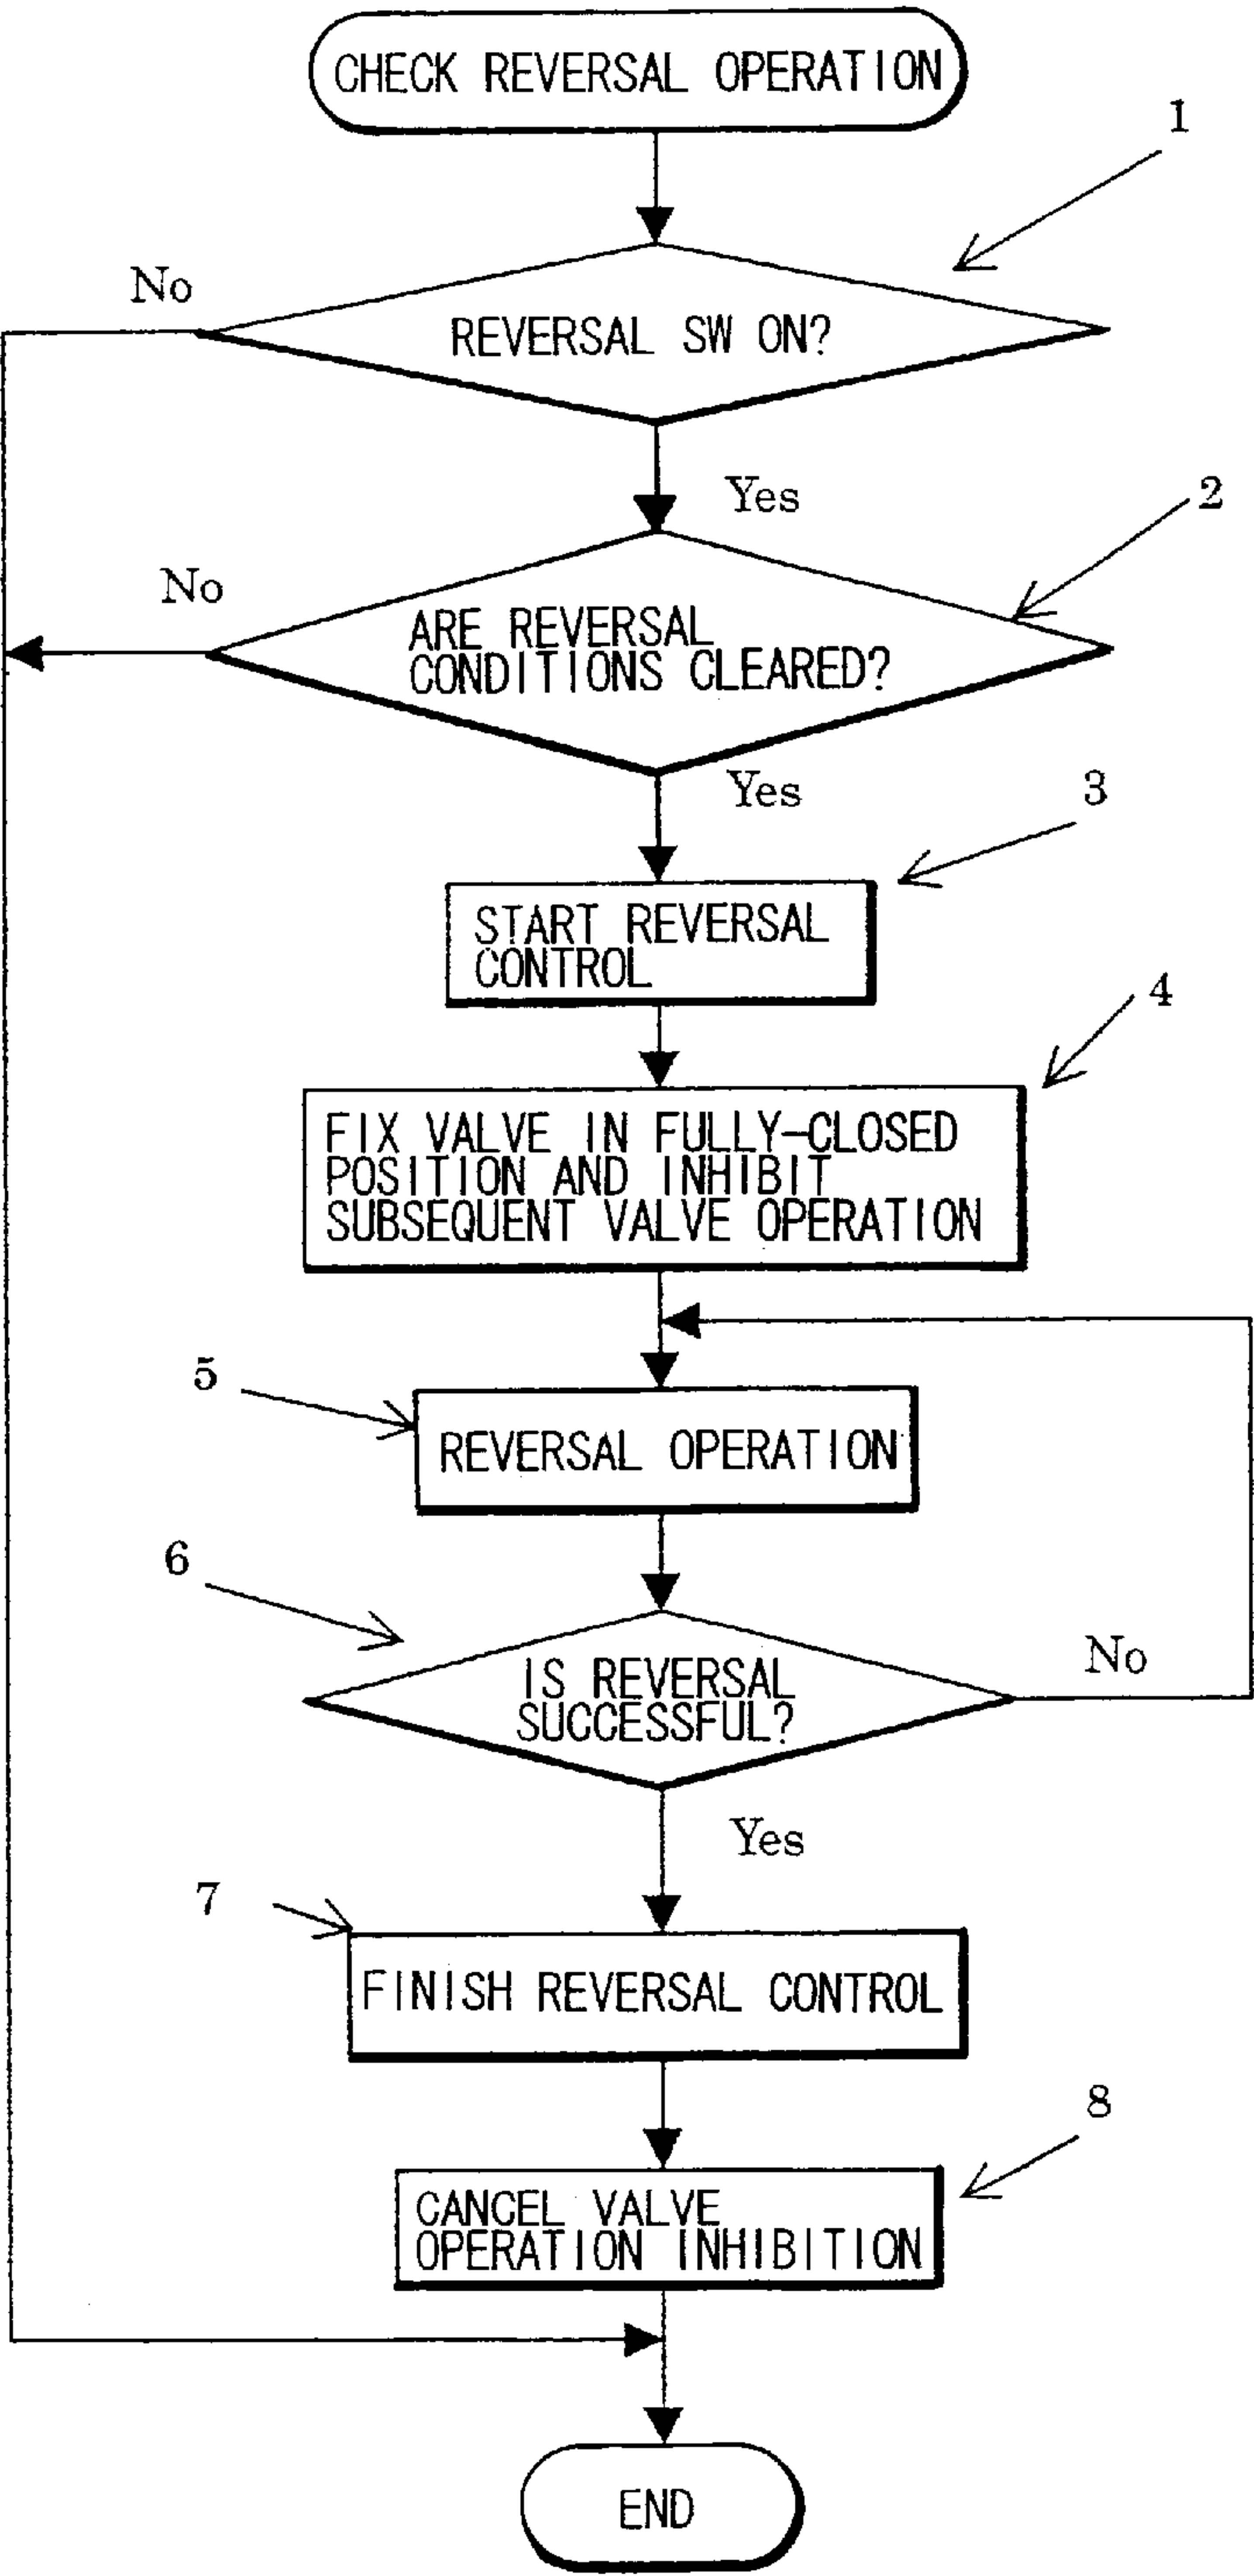 CHECK REVERSAL OPERATION
1
No
REVERSAL SW ON?
Yes
2
No
ARE REVERSAL
CONDITIONS CLEARED?
Yes
3
START REVERSAL
CONTROL
4
FIX VALVE IN FULLY-CLOSED
POSITION AND INHIBIT
SUBSEQUENT VALVE OPERATION
5
REVERSAL OPERATION
6
IS REVERSAL
SUCCESSFUL?
No
Yes
7
FINISH REVERSAL CONTROL
8
CANCEL VALVE
OPERATION INHIBITION
END